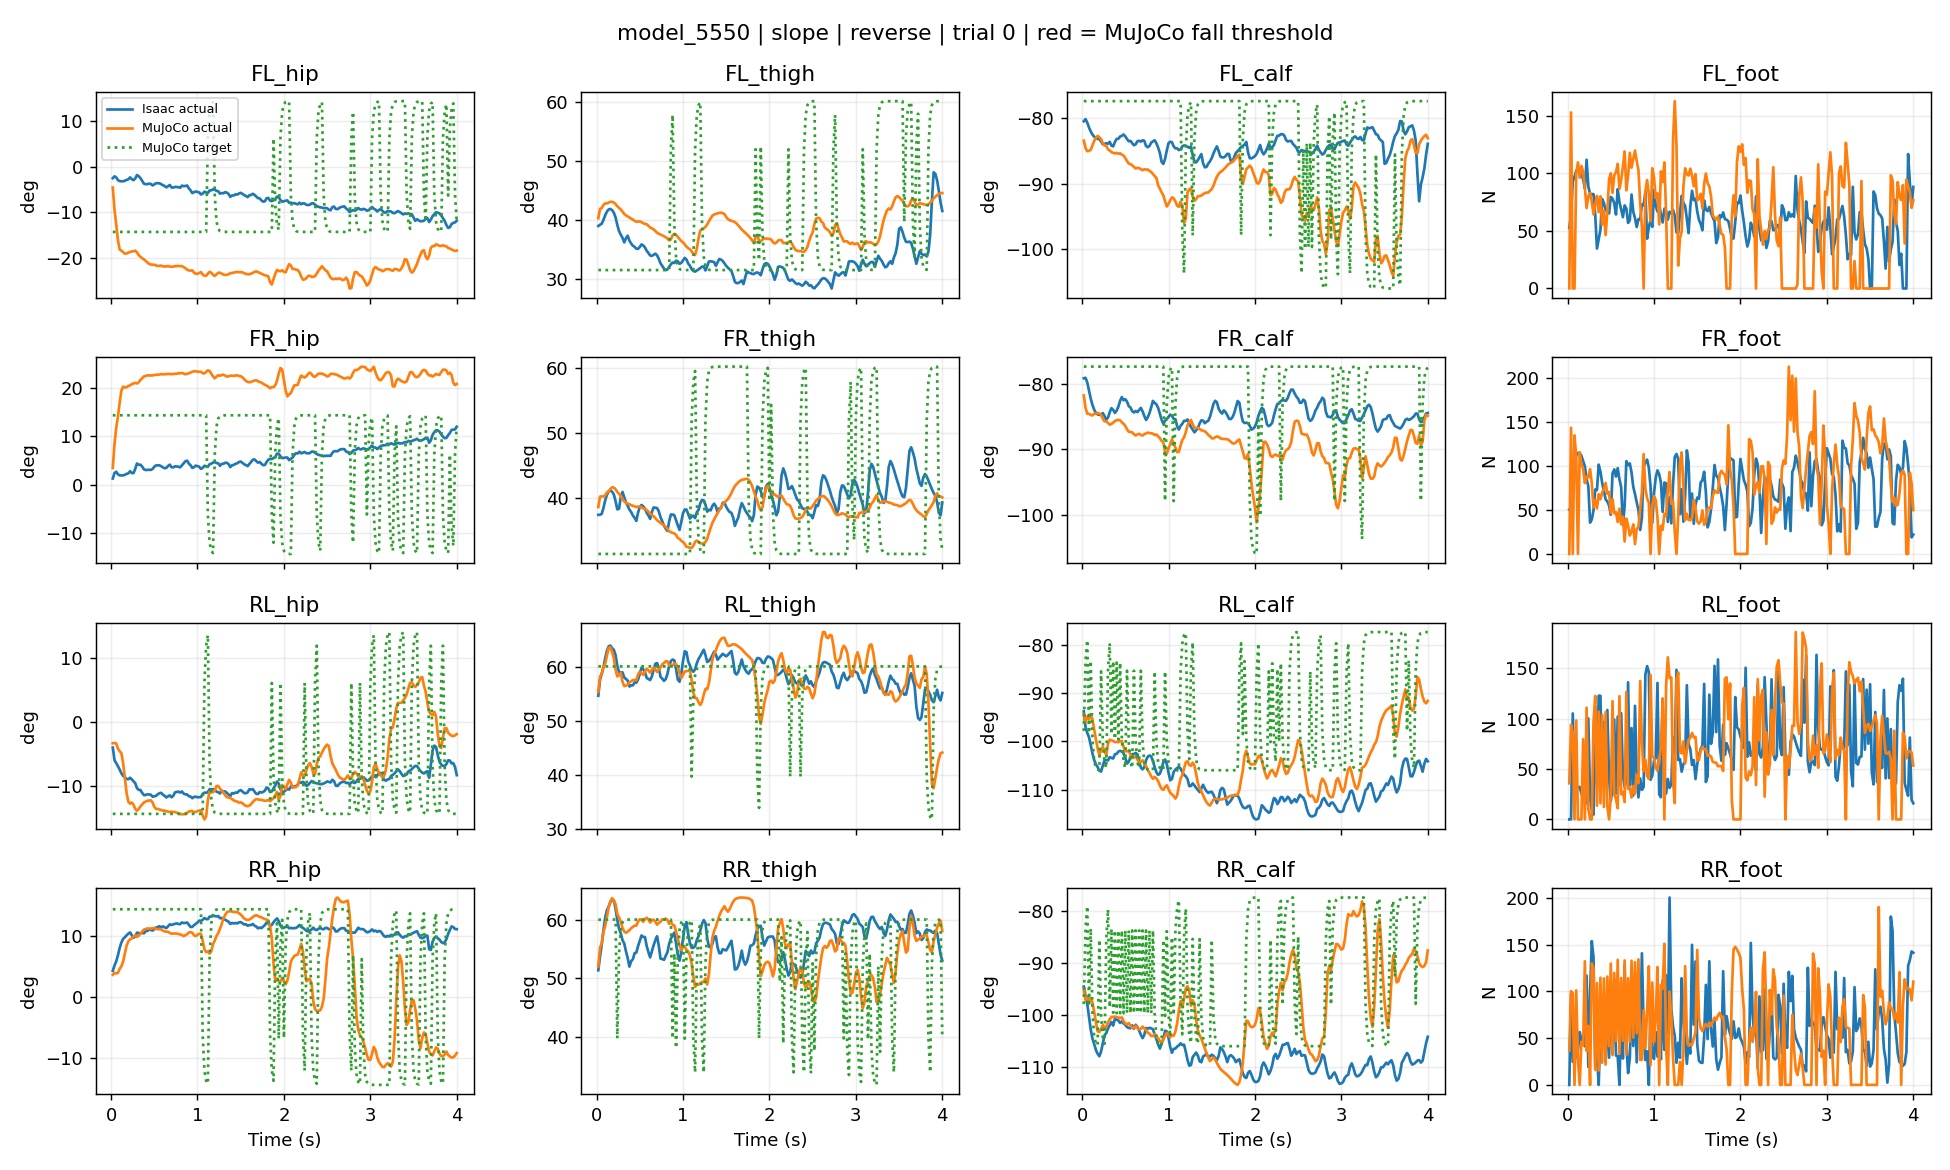 model_5550 | slope | reverse | trial 0 | red = MuJoCo fall threshold
FL_hip
FL_thigh
FL_calf
FL_foot
Isaac actual
MuJoCo actual
MuJoCo target
deg
10
0
−10
−20
deg
60
50
40
30
deg
−80
−90
−100
N
150
100
50
0
FR_hip
FR_thigh
FR_calf
FR_foot
deg
20
10
0
−10
deg
60
50
40
deg
−80
−90
−100
N
200
150
100
50
0
RL_hip
RL_thigh
RL_calf
RL_foot
deg
10
0
−10
deg
60
50
40
30
deg
−80
−90
−100
−110
N
150
100
50
0
RR_hip
RR_thigh
RR_calf
RR_foot
deg
10
0
−10
deg
60
50
40
deg
−80
−90
−100
−110
N
200
150
100
50
0
0 1 2 3 4
0 1 2 3 4
0 1 2 3 4
0 1 2 3 4
Time (s)
Time (s)
Time (s)
Time (s)